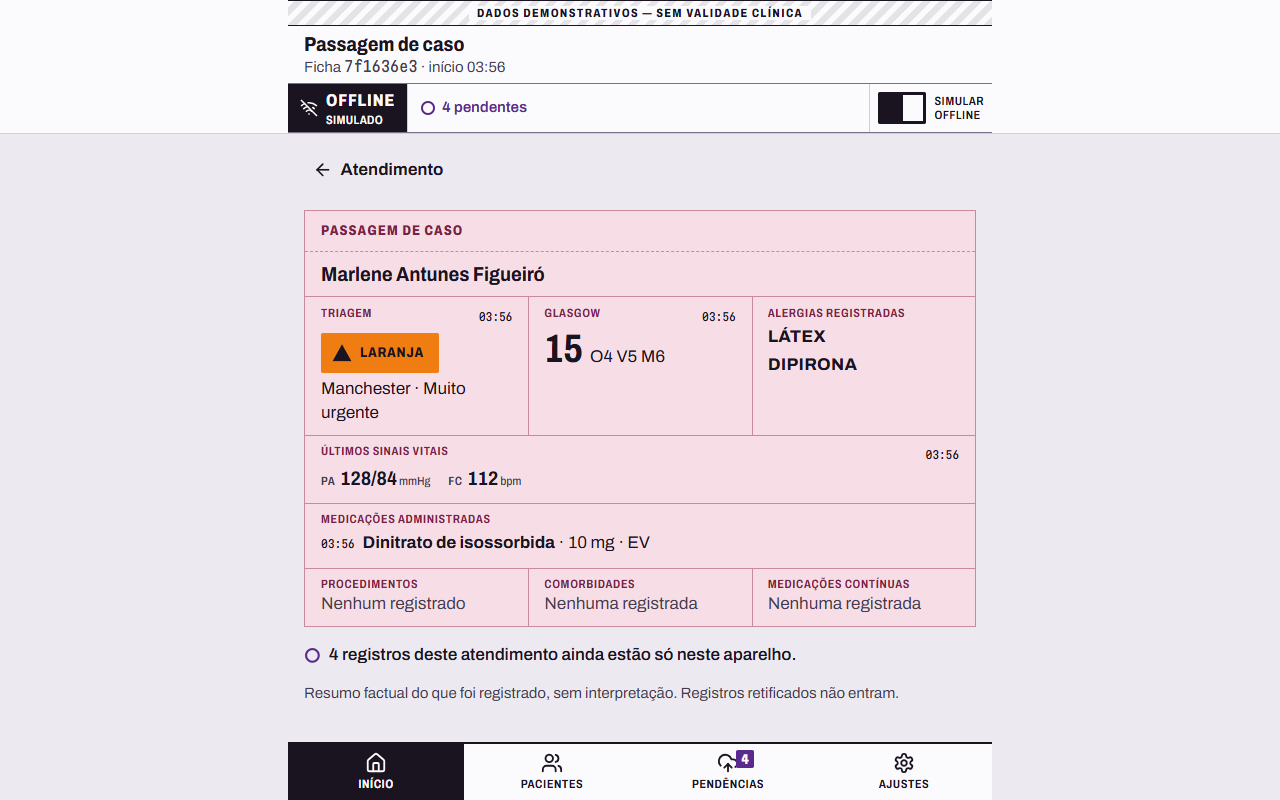 DADOS DEMONSTRATIVOS — SEM VALIDADE CLÍNICA
Passagem de caso
Ficha 7f1636e3 · início 03:56
OFFLINE
SIMULADO
4 pendentes
SIMULAR
OFFLINE
Atendimento
PASSAGEM DE CASO
Marlene Antunes Figueiró
TRIAGEM 03:56
LARANJA
Manchester · Muito
urgente
GLASGOW 03:56
15 O4 V5 M6
ALERGIAS REGISTRADAS
LÁTEX
DIPIRONA
ÚLTIMOS SINAIS VITAIS 03:56
PA 128/84 mmHg FC 112 bpm
MEDICAÇÕES ADMINISTRADAS
03:56 Dinitrato de isossorbida · 10 mg · EV
PROCEDIMENTOS
Nenhum registrado
COMORBIDADES
Nenhuma registrada
MEDICAÇÕES CONTÍNUAS
Nenhuma registrada
4 registros deste atendimento ainda estão só neste aparelho.
Resumo factual do que foi registrado, sem interpretação. Registros retificados não entram.
INÍCIO
PACIENTES
4
PENDÊNCIAS
AJUSTES